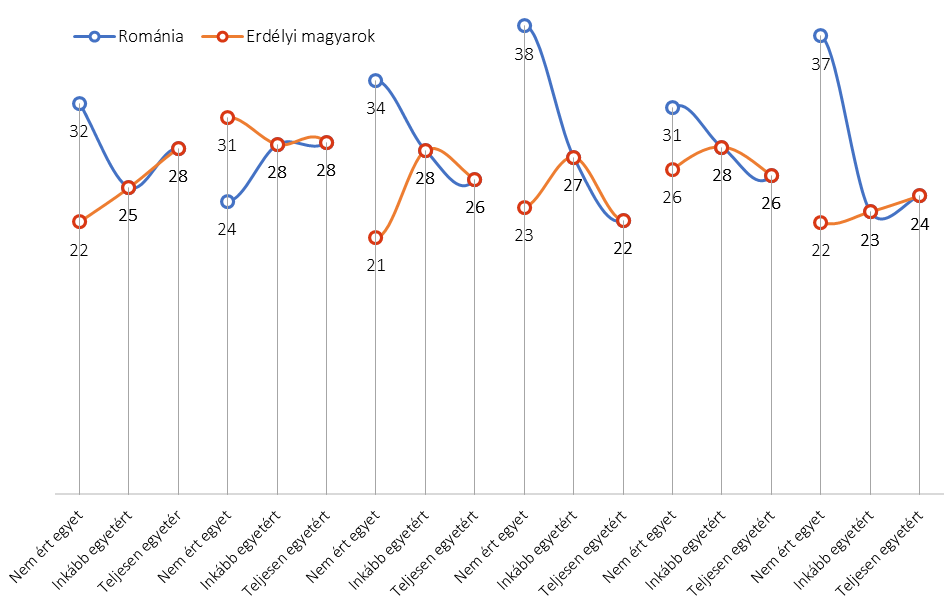 Románia Erdélyi magyarok
38
37
34
32
31
31
28
28
28
28
27
28
26
26
26
25
24
24
23
23
22
22
22
21
Nem ért egyet
Inkább egyetért
Teljesen egyetér
Nem ért egyet
Inkább egyetért
Teljesen egyetért
Nem ért egyet
Inkább egyetért
Teljesen egyetért
Nem ért egyet
Inkább egyetért
Teljesen egyetért
Nem ért egyet
Inkább egyetért
Teljesen egyetért
Nem ért egyet
Inkább egyetért
Teljesen egyetért